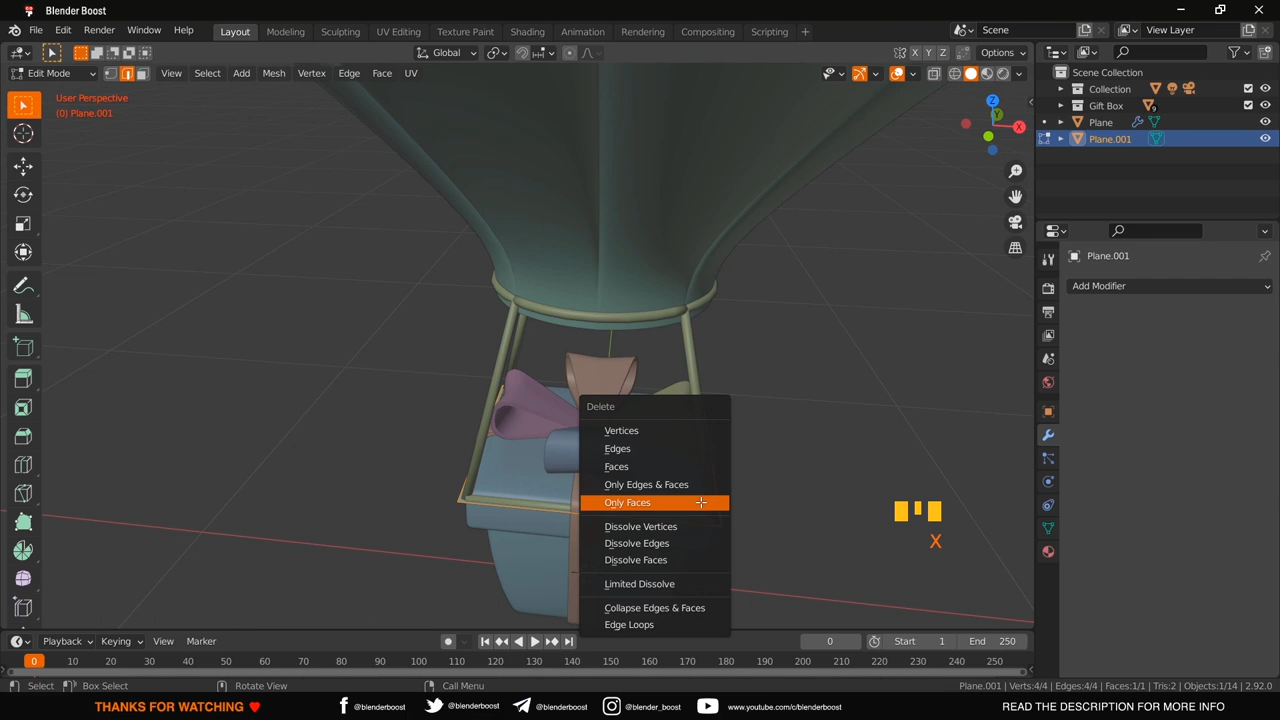 Blender Boost
File Edit Render Window Help Layout Modeling Sculpting UV Editing Texture Paint Shading Animation Rendering Compositing Scripting + Scene View Layer
Global X Y Z Options
Edit Mode View Select Add Mesh Vertex Edge Face UV
User Perspective
(0) Plane.001
Z
Y
X
Scene Collection
Collection
Gift Box 9
Plane
Plane.001
Plane.001
Add Modifier
Delete
Vertices
Edges
Faces
Only Edges & Faces
Only Faces
Dissolve Vertices
Dissolve Edges
Dissolve Faces
Limited Dissolve
Collapse Edges & Faces
Edge Loops
X
Playback Keying View Marker 0 Start 1 End 250
0 10 20 30 40 50 60 70 80 90 100 110 120 130 140 150 160 170 180 190 200 210 220 230 240 250
Select Box Select Rotate View Call Menu Plane.001 | Verts:4/4 | Edges:4/4 | Faces:1/1 | Tris:2 | Objects:1/14 | 2.92.0
THANKS FOR WATCHING ❤ @blenderboost @blenderboost @blenderboost @blender_boost www.youtube.com/c/blenderboost READ THE DESCRIPTION FOR MORE INFO